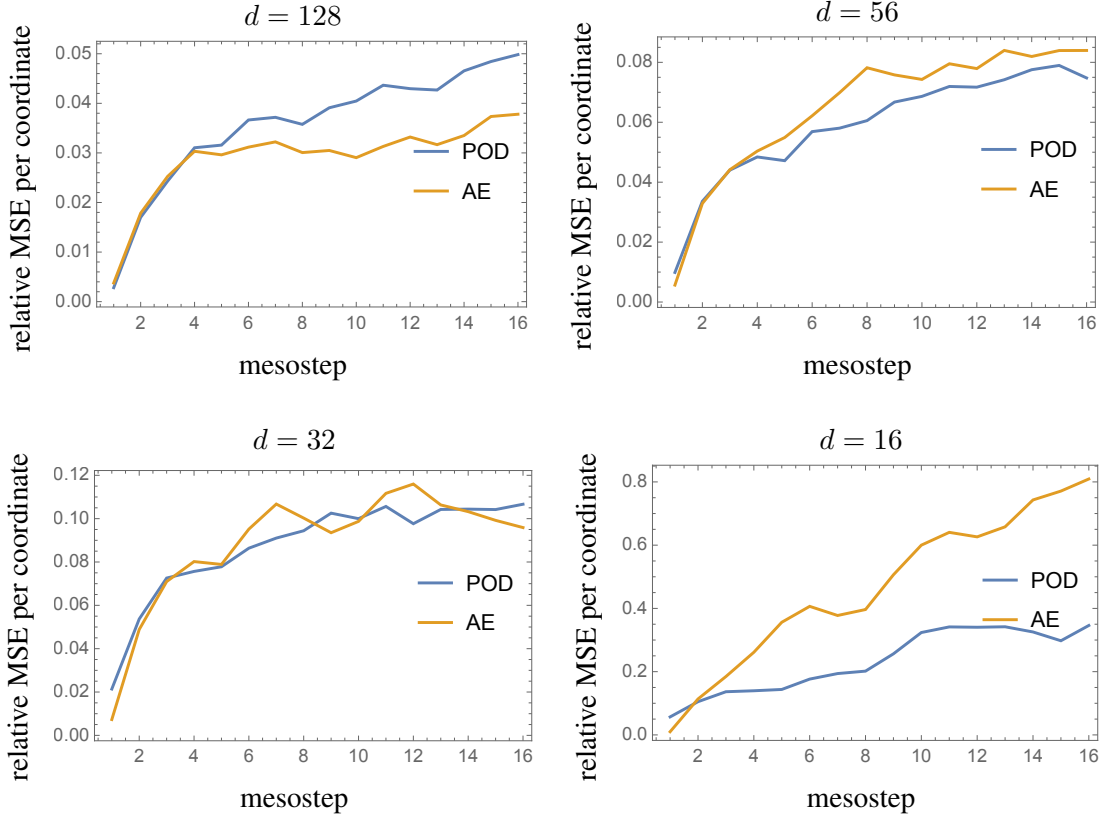 d = 128
relative MSE per coordinate
0.05
0.04
0.03
0.02
0.01
0.00
POD
AE
2 4 6 8 10 12 14 16
mesostep
d = 56
relative MSE per coordinate
0.08
0.06
0.04
0.02
0.00
POD
AE
2 4 6 8 10 12 14 16
mesostep
d = 32
relative MSE per coordinate
0.12
0.10
0.08
0.06
0.04
0.02
0.00
POD
AE
2 4 6 8 10 12 14 16
mesostep
d = 16
relative MSE per coordinate
0.8
0.6
0.4
0.2
0.0
POD
AE
2 4 6 8 10 12 14 16
mesostep